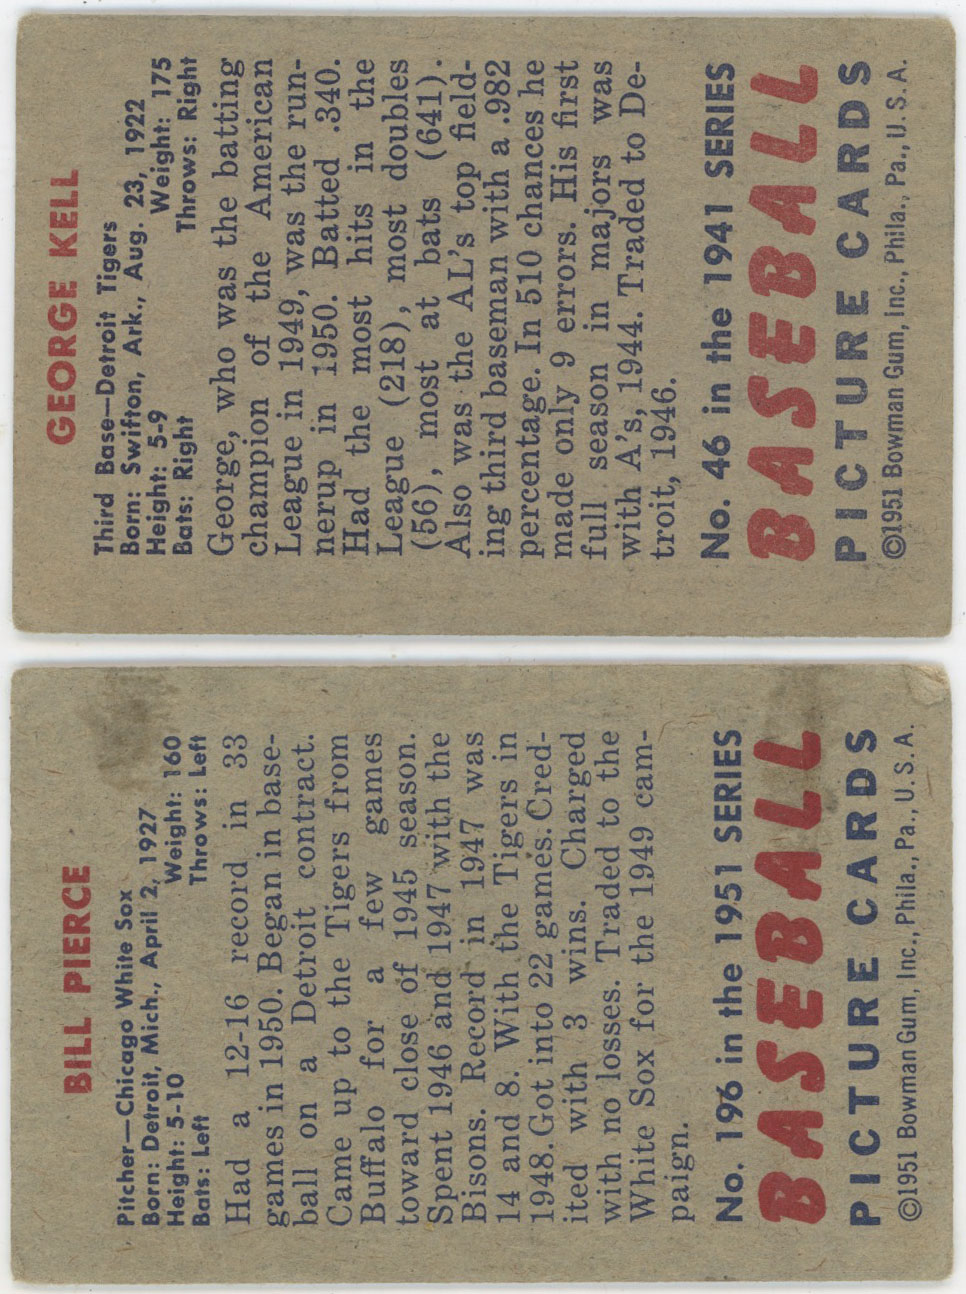 GEORGE KELL
Third Base—Detroit Tigers
Born: Swifton, Ark., Aug. 23, 1922
Height: 5-9 Weight: 175
Bats: Right Throws: Right
George, who was the batting
champion of the American
League in 1949, was the run-
nerup in 1950. Batted .340.
Had the most hits in the
League (218), most doubles
(56), most at bats (641).
Also was the AL's top field-
ing third baseman with a .982
percentage. In 510 chances he
made only 9 errors. His first
full season in majors was
with A's, 1944. Traded to De-
troit, 1946.
No. 46 in the 1941 SERIES
BASEBALL
PICTURE CARDS
©1951 Bowman Gum, Inc., Phila., Pa., U.S.A.
BILL PIERCE
Pitcher—Chicago White Sox
Born: Detroit, Mich., April 2, 1927
Height: 5-10 Weight: 160
Bats: Left Throws: Left
Had a 12-16 record in 33
games in 1950. Began in base-
ball on a Detroit contract.
Came up to the Tigers from
Buffalo for a few games
toward close of 1945 season.
Spent 1946 and 1947 with the
Bisons. Record in 1947 was
14 and 8. With the Tigers in
1948. Got into 22 games. Cred-
ited with 3 wins. Charged
with no losses. Traded to the
White Sox for the 1949 cam-
paign.
No. 196 in the 1951 SERIES
BASEBALL
PICTURE CARDS
©1951 Bowman Gum, Inc., Phila., Pa., U.S.A.